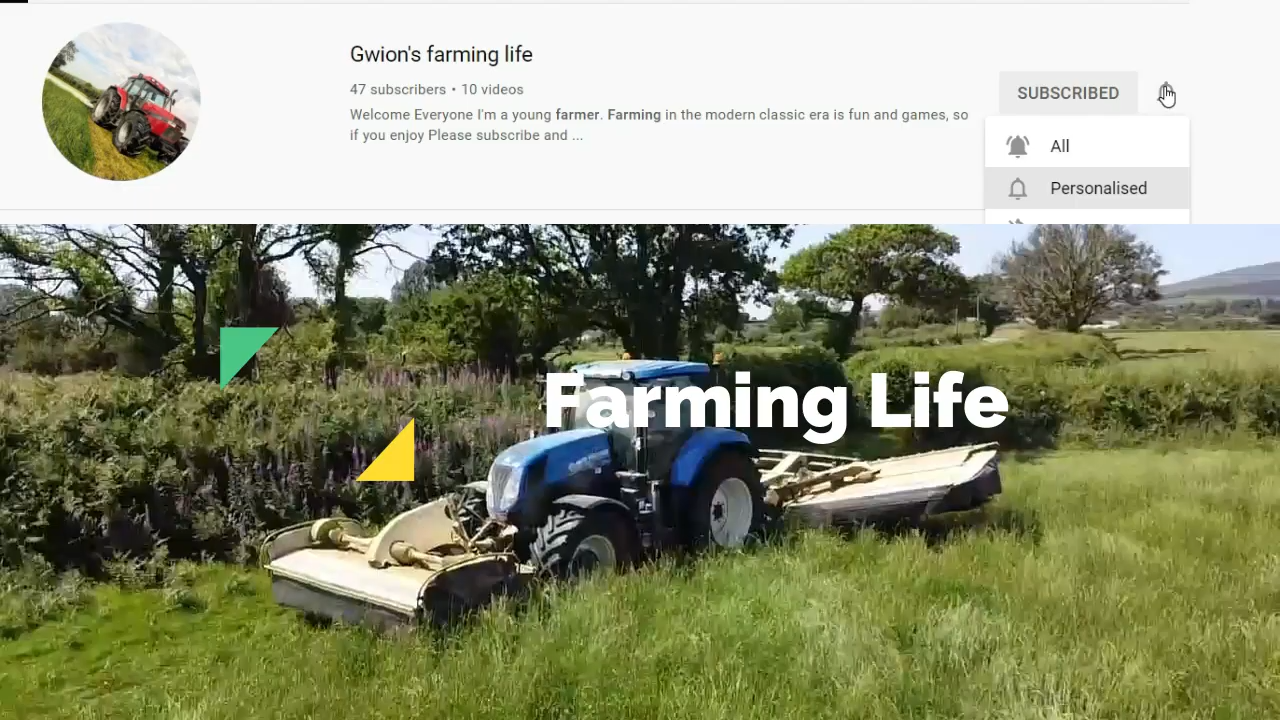 Gwion's farming life
47 subscribers • 10 videos
Welcome Everyone I'm a young farmer. Farming in the modern classic era is fun and games, so
if you enjoy Please subscribe and ...
SUBSCRIBED
All
Personalised
Farming Life